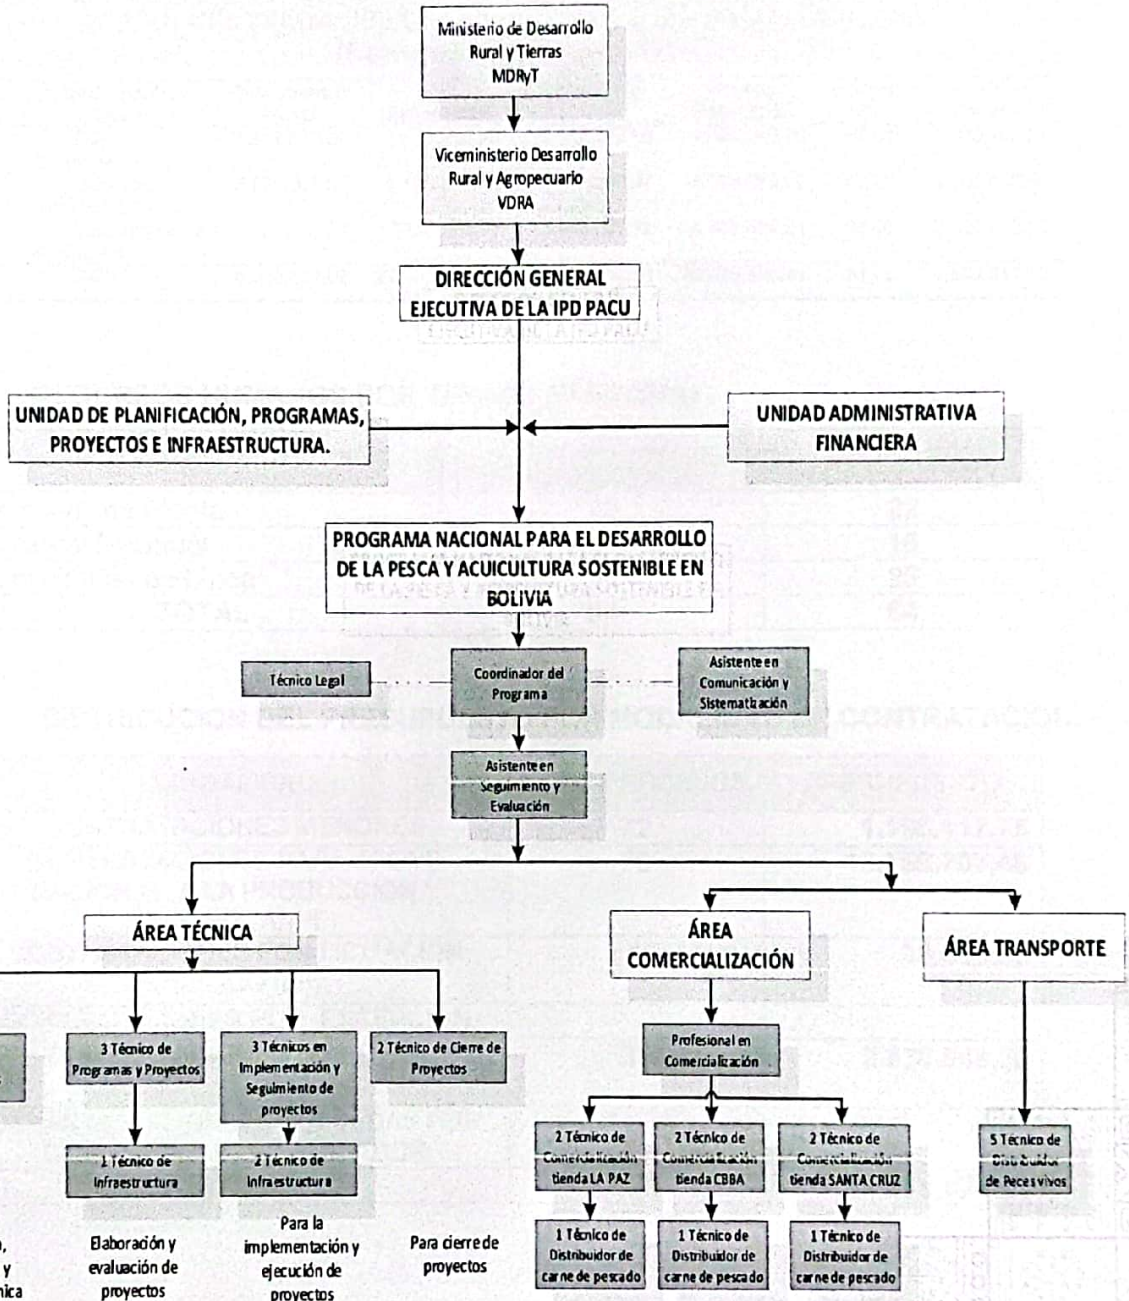 Ministerio de Desarrollo
Rural y Tierras
MDRyT
Viceministerio Desarrollo
Rural y Agropecuario
VDRA
DIRECCIÓN GENERAL
EJECUTIVA DE LA IPD PACU
UNIDAD DE PLANIFICACIÓN, PROGRAMAS,
PROYECTOS E INFRAESTRUCTURA.
UNIDAD ADMINISTRATIVA
FINANCIERA
PROGRAMA NACIONAL PARA EL DESARROLLO
DE LA PESCA Y ACUICULTURA SOSTENIBLE EN
BOLIVIA
Técnico Legal
Coordinador del
Programa
Asistente en
Comunicación y
Sistematización
Asistente en
Seguimiento y
Evaluación
ÁREA TÉCNICA
ÁREA
COMERCIALIZACIÓN
ÁREA TRANSPORTE
3 Técnico de
Programas y Proyectos
3 Técnicos en
Implementación y
Seguimiento de
proyectos
2 Técnico de Cierre de
Proyectos
Profesional en
Comercialización
1 Técnico de
Infraestructura
2 Técnico de
Infraestructura
2 Técnico de
Comercialización
tienda LA PAZ
2 Técnico de
Comercialización
tienda CBBA
2 Técnico de
Comercialización
tienda SANTA CRUZ
5 Técnico de
Distribuidor
de Peces vivos
1 Técnico de
Distribuidor de
carne de pescado
1 Técnico de
Distribuidor de
carne de pescado
1 Técnico de
Distribuidor de
carne de pescado
y
Elaboración y
evaluación de
proyectos
Para la
implementación y
ejecución de
proyectos
Para cierre de
proyectos